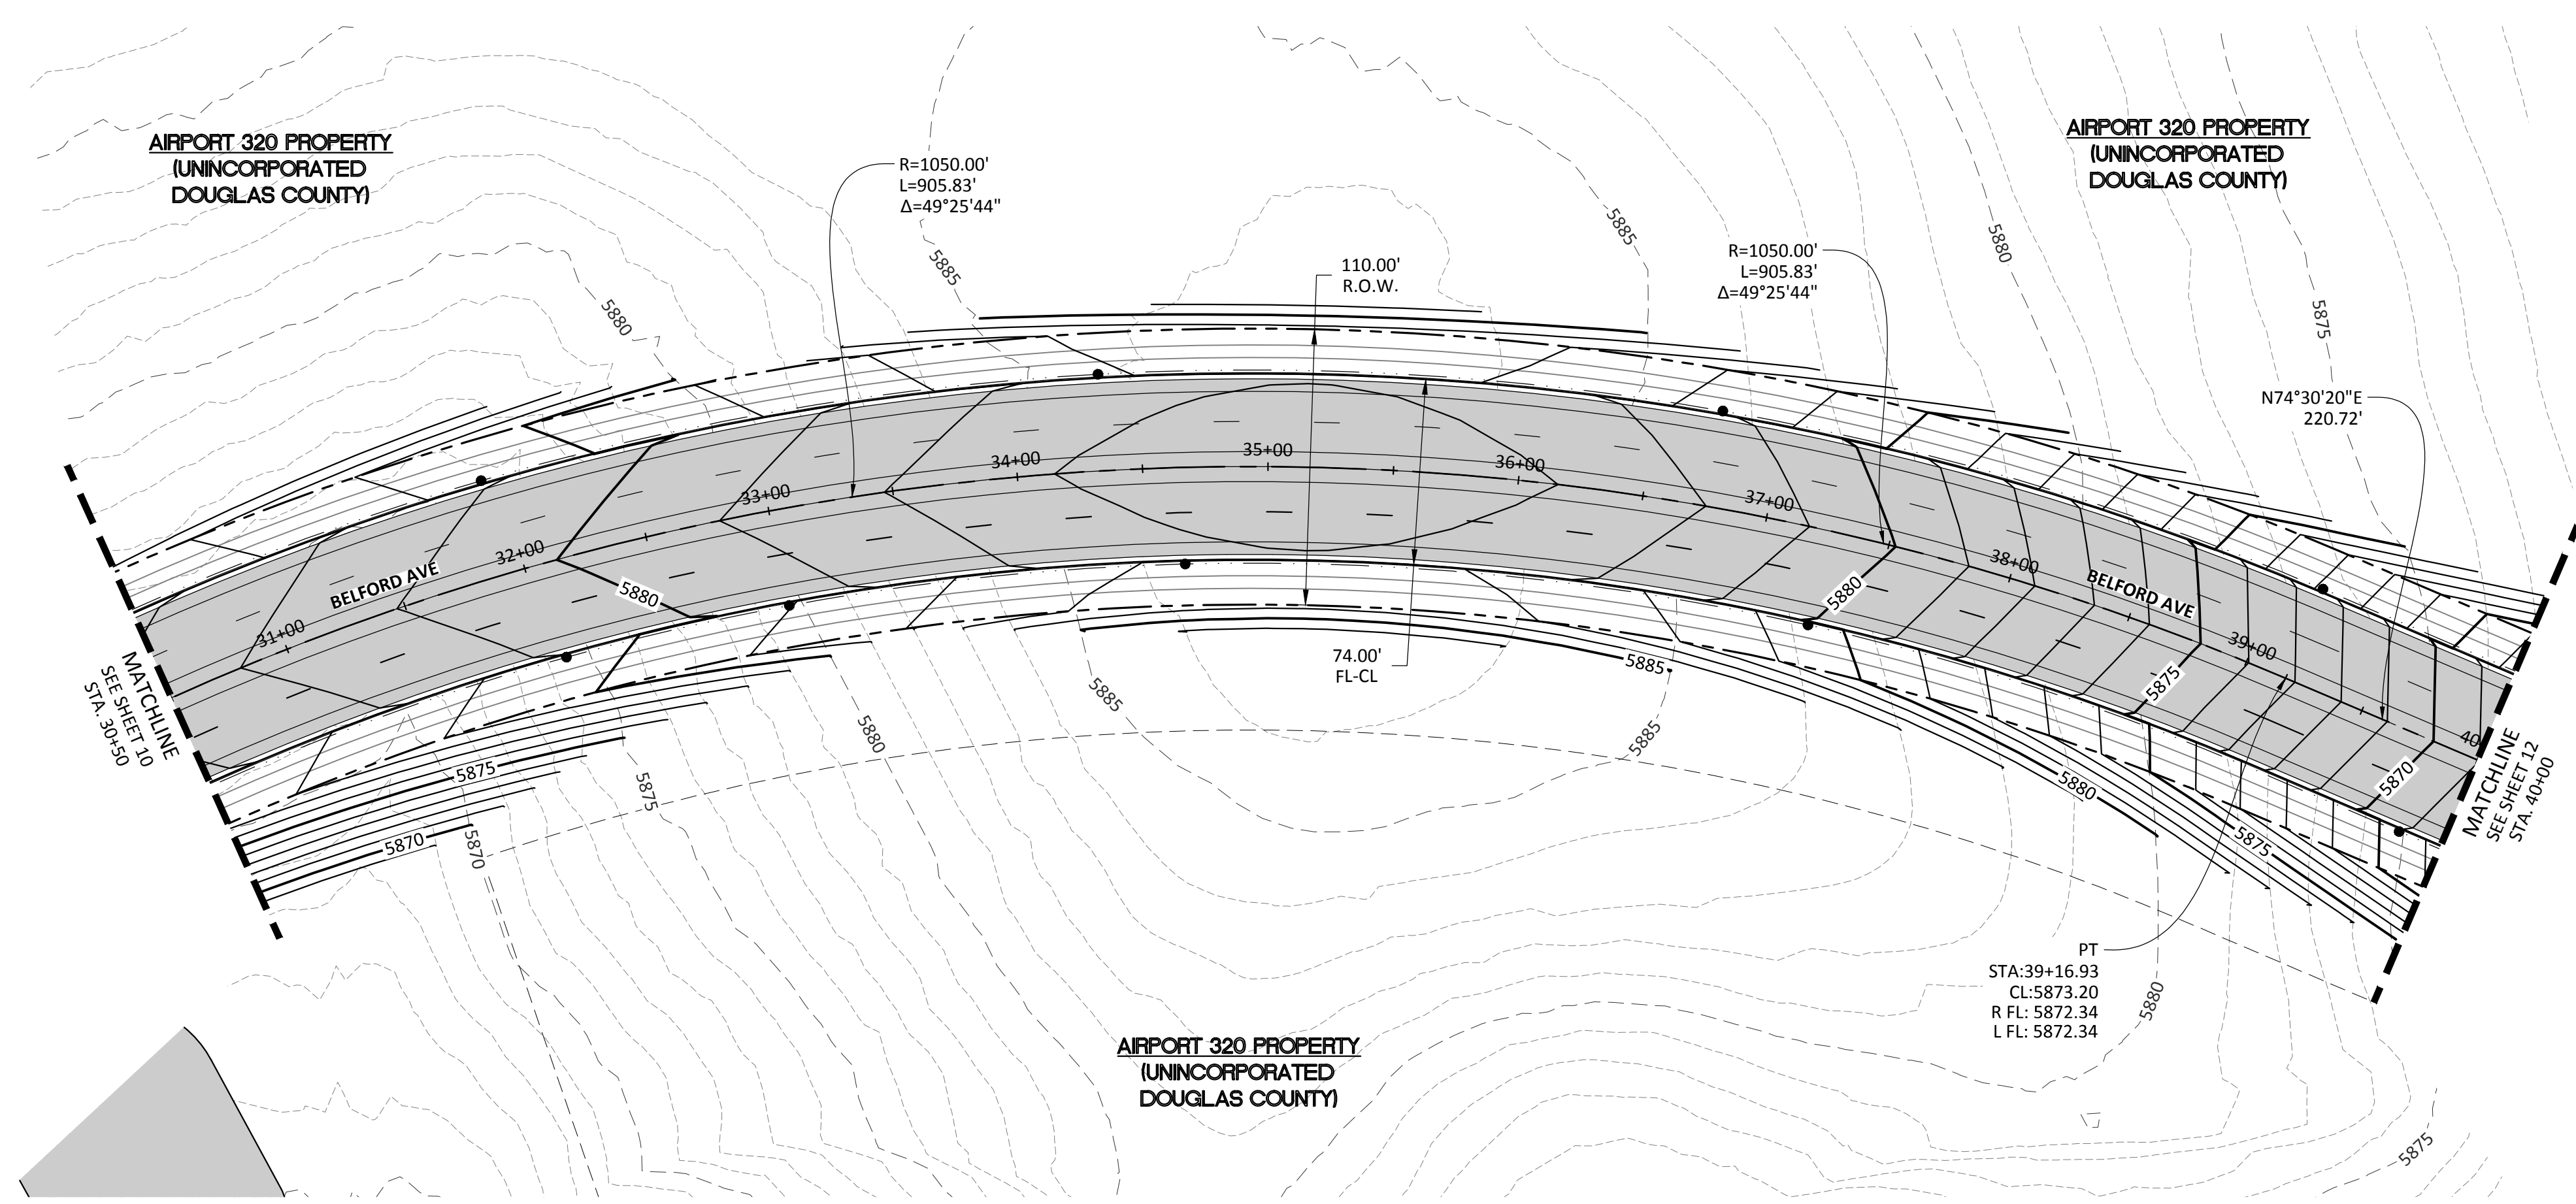 AIRPORT 320 PROPERTY
(UNINCORPORATED
DOUGLAS COUNTY)
R=1050.00'
L=905.83'
Δ=49°25'44"
110.00'
R.O.W.
R=1050.00'
L=905.83'
Δ=49°25'44"
AIRPORT 320 PROPERTY
(UNINCORPORATED
DOUGLAS COUNTY)
5885
5885
5880
5880
5875
N74°30'20"E
220.72'
31+00
32+00
33+00
34+00
35+00
36+00
37+00
38+00
39+00
40
BELFORD AVE
BELFORD AVE
5880
5880
5875
5870
MATCHLINE
SEE SHEET 10
STA. 30+50
MATCHLINE
SEE SHEET 12
STA. 40+00
74.00'
FL-CL
5885
5885
5885
5880
5875
5875
5870
5870
5880
5875
5880
5875
PT
STA:39+16.93
CL:5873.20
R FL: 5872.34
L FL: 5872.34
AIRPORT 320 PROPERTY
(UNINCORPORATED
DOUGLAS COUNTY)